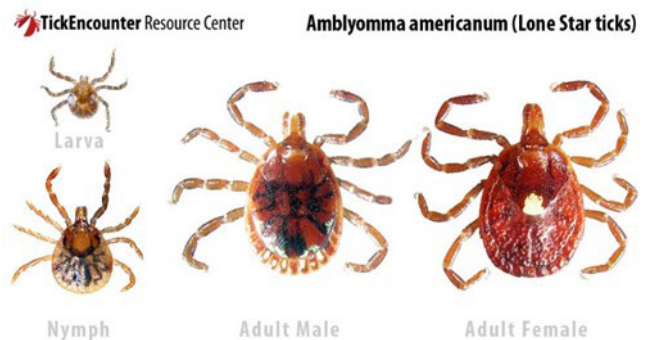 TickEncounter Resource Center
Amblyomma americanum (Lone Star ticks)
Larva
Nymph
Adult Male
Adult Female